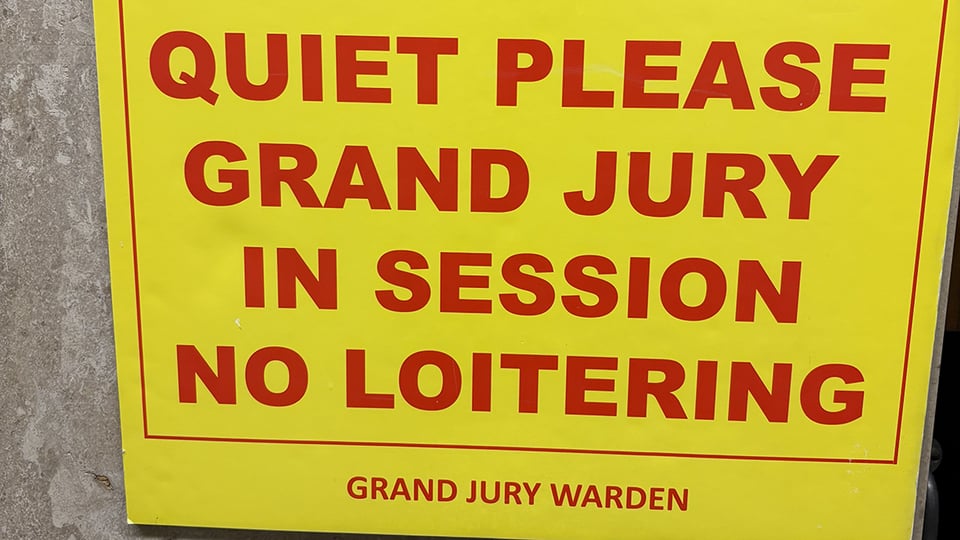 QUIET PLEASE
GRAND JURY
IN SESSION
NO LOITERING
GRAND JURY WARDEN